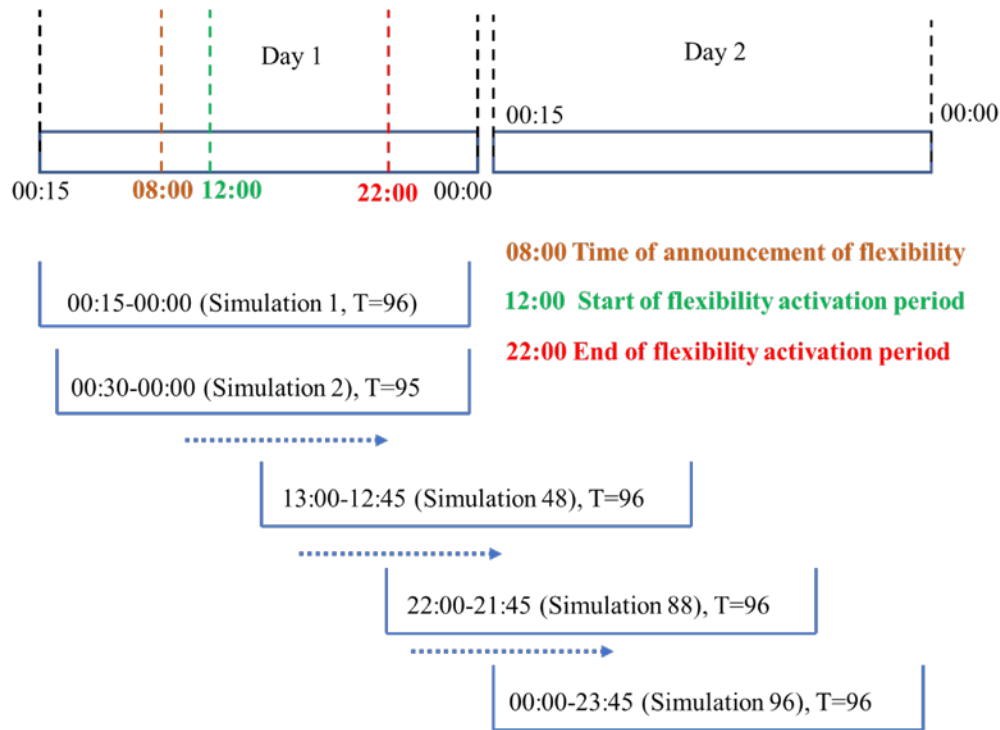 Day 1
Day 2
00:15
00:00
00:15
08:00
12:00
22:00
00:00
08:00 Time of announcement of flexibility
00:15-00:00 (Simulation 1, T=96)
12:00 Start of flexibility activation period
22:00 End of flexibility activation period
00:30-00:00 (Simulation 2), T=95
13:00-12:45 (Simulation 48), T=96
22:00-21:45 (Simulation 88), T=96
00:00-23:45 (Simulation 96), T=96